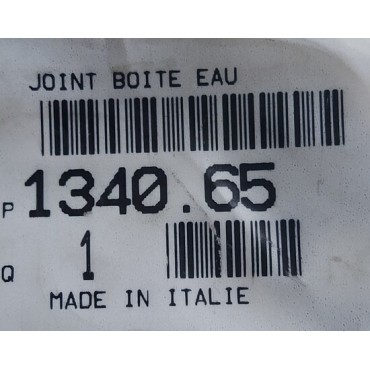 JOINT BOITE EAU
P 1340.65
Q 1
MADE IN ITALIE